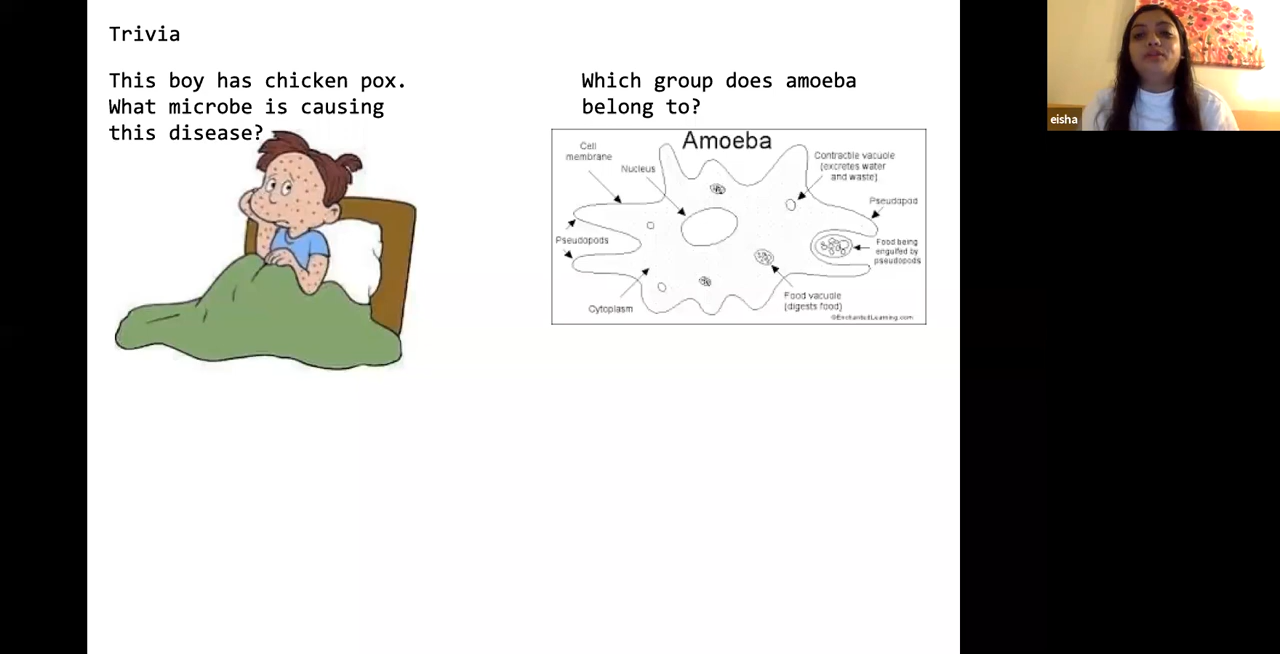 Trivia
This boy has chicken pox.
What microbe is causing
this disease?
Which group does amoeba
belong to?
Amoeba
Cell
membrane
Nucleus
Contractile vacuole
(excretes water
and waste)
Pseudopod
Pseudopods
Food being
engulfed by
pseudopods
Cytoplasm
Food vacuole
(digests food)
©EnchantedLearning.com
eisha